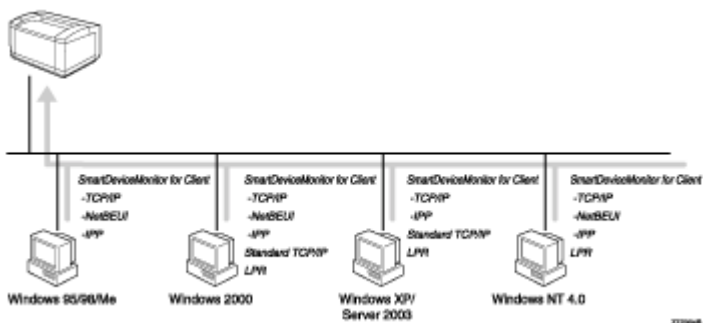 SmartDeviceMonitor for Client
-TCP/IP
-NetBEUI
-IPP
Windows 95/98/Me
SmartDeviceMonitor for Client
-TCP/IP
-NetBEUI
-IPP
Standard TCP/IP
LPR
Windows 2000
SmartDeviceMonitor for Client
-TCP/IP
-IPP
Standard TCP/IP
LPR
Windows XP/
Server 2003
SmartDeviceMonitor for Client
-TCP/IP
-NetBEUI
-IPP
LPR
Windows NT 4.0